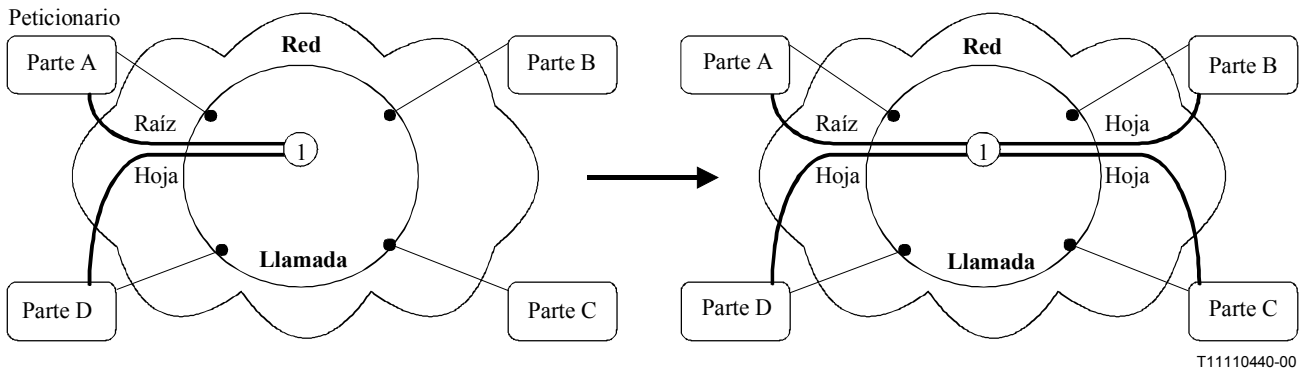 Peticionario
Parte A
Red
Parte B
Raíz
1
Hoja
Llamada
Parte D
Parte C
Parte A
Red
Parte B
Raíz
Hoja
1
Hoja
Hoja
Llamada
Parte D
Parte C
T11110440-00